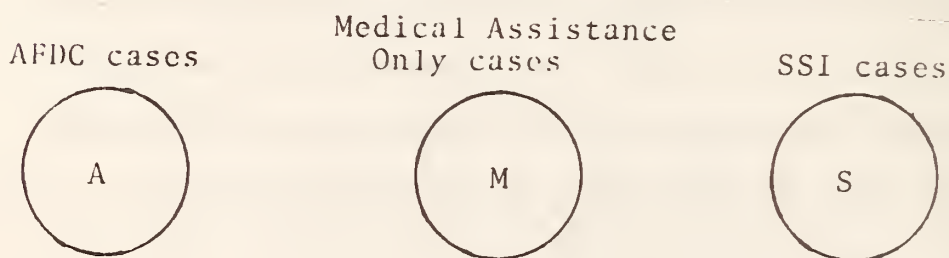 AFDC cases
Medical Assistance
Only cases
SSI cases
A
M
S